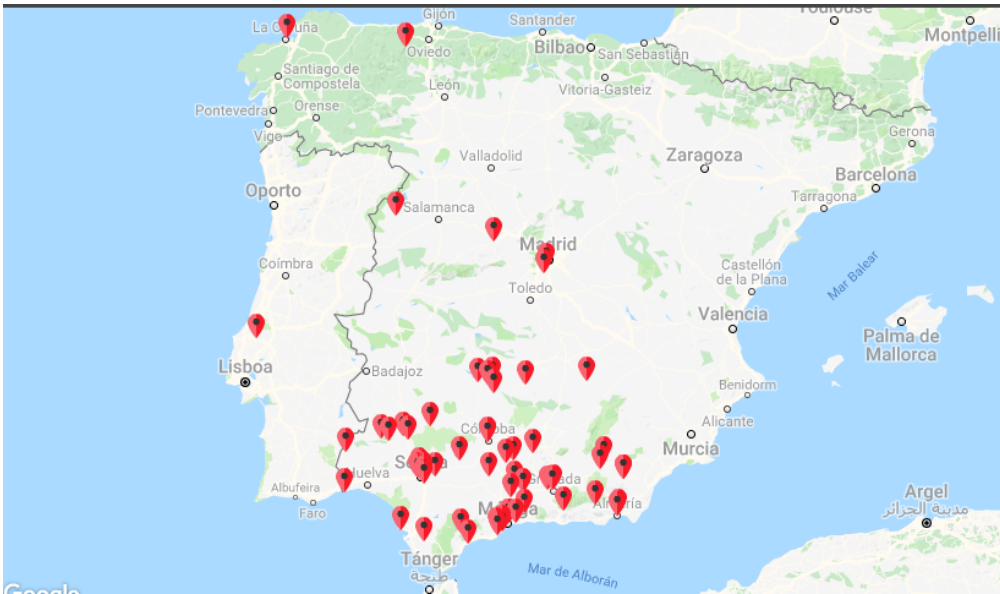 Toulouse
Gijón
La Coruña
Santander
Montpelli
Oviedo
Bilbao
San Sebastián
Santiago de
Compostela
León
Vitoria-Gasteiz
Pontevedra
Orense
Vigo
Gerona
Valladolid
Zaragoza
Barcelona
Oporto
Tarragona
Salamanca
Madrid
Coímbra
Castellón
de la Plana
Mar Balear
Toledo
Valencia
Palma de
Mallorca
Lisboa
Badajoz
Benidorm
Alicante
Córdoba
Murcia
Huelva
Granada
Albufeira
Faro
Almería
Málaga
Argel
مدينة الجزائر
Tánger
طنجة
Mar de Alborán
Google